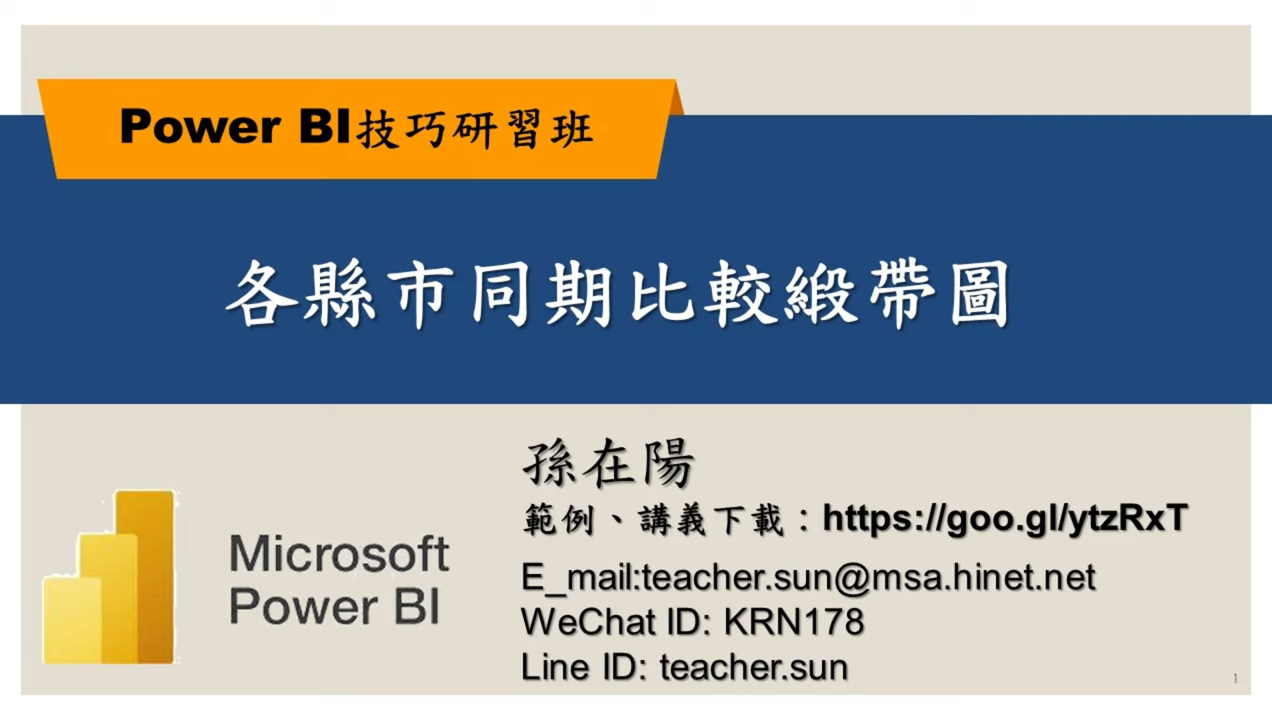 Power BI技巧研習班
各縣市同期比較緞帶圖
孫在陽
範例、講義下載：https://goo.gl/ytzRxT
E_mail:teacher.sun@msa.hinet.net
WeChat ID: KRN178
Line ID: teacher.sun
Microsoft
Power BI
1